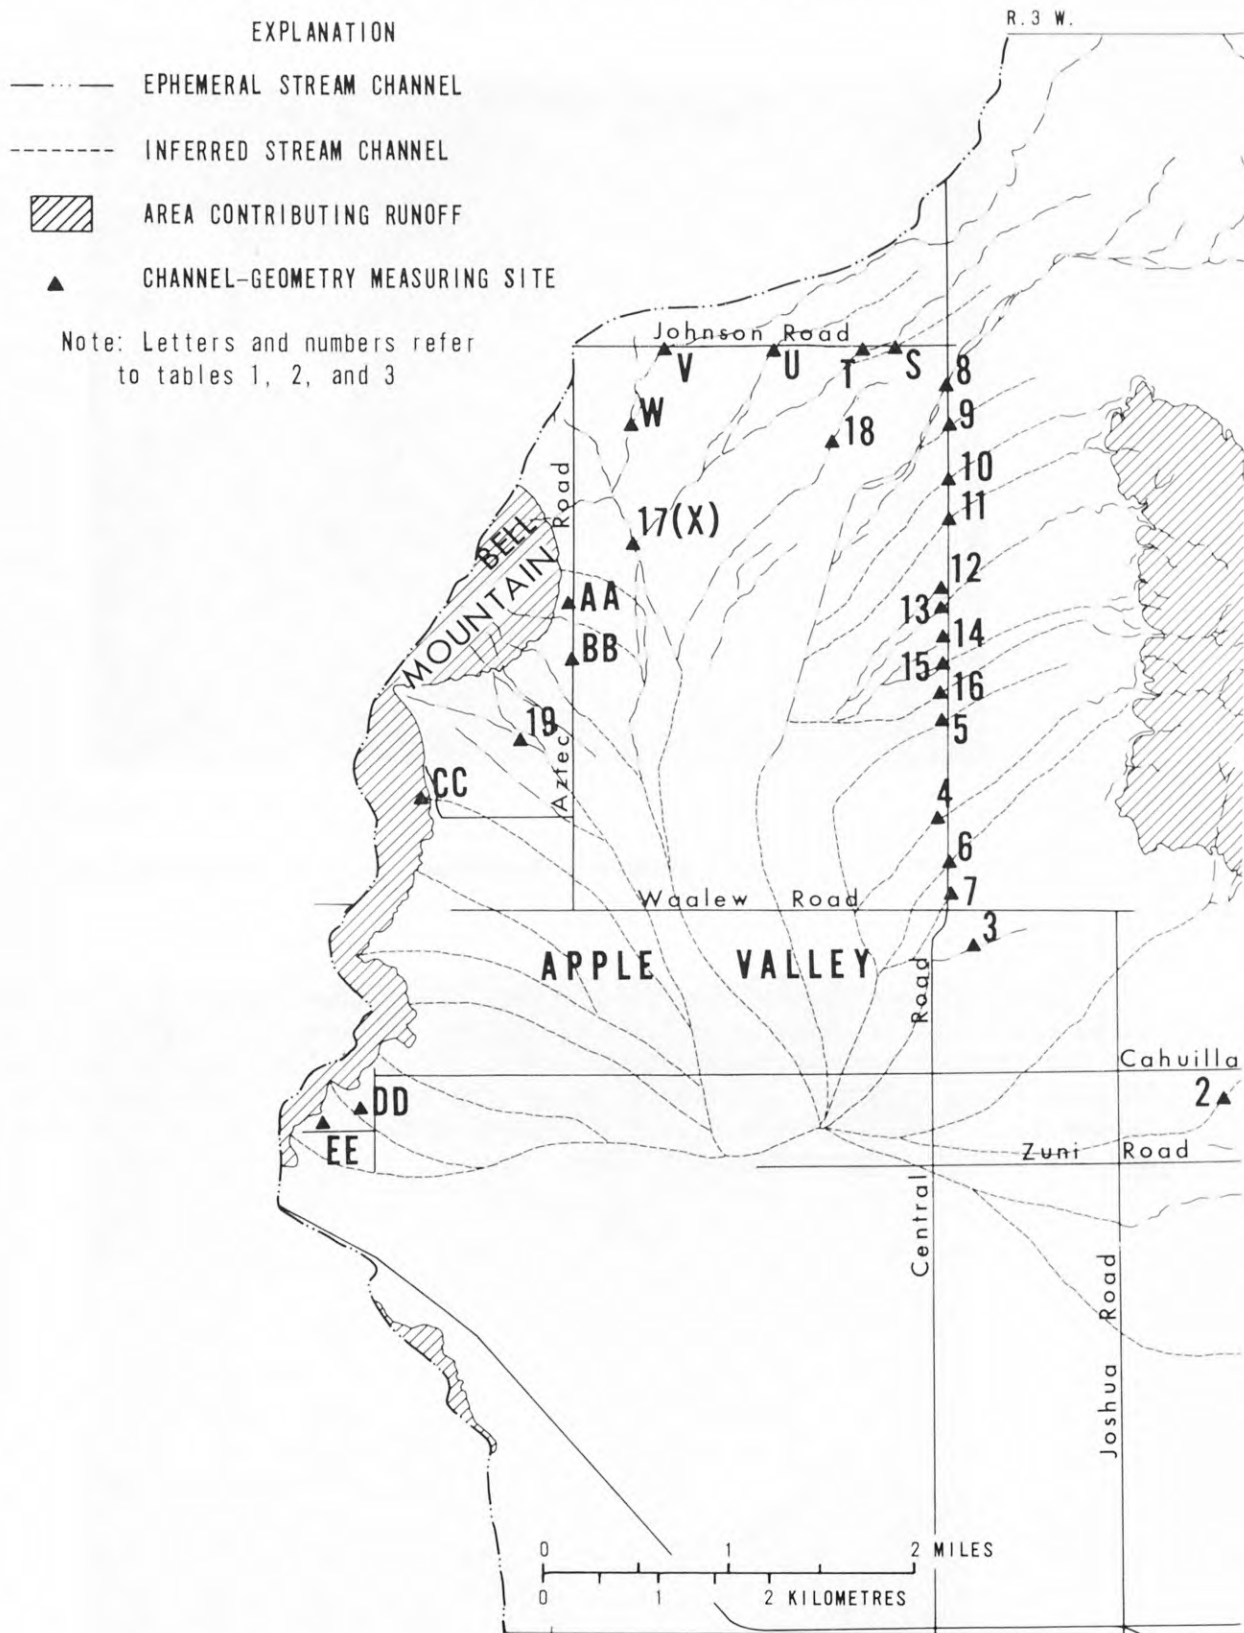 EXPLANATION
EPHEMERAL STREAM CHANNEL
INFERRED STREAM CHANNEL
AREA CONTRIBUTING RUNOFF
CHANNEL-GEOMETRY MEASURING SITE
Note: Letters and numbers refer
to tables 1, 2, and 3
R. 3 W.
Johnson Road
V
U
T
S
8
W
18
9
10
11
17(X)
Aztec Road
BELL
MOUNTAIN
AA
BB
12
13
14
15
16
5
19
CC
4
6
7
Waalew Road
3
APPLE VALLEY
Central Road
Cahuilla
2
DD
EE
Zuni Road
Joshua Road
0 1 2 MILES
0 1 2 KILOMETRES